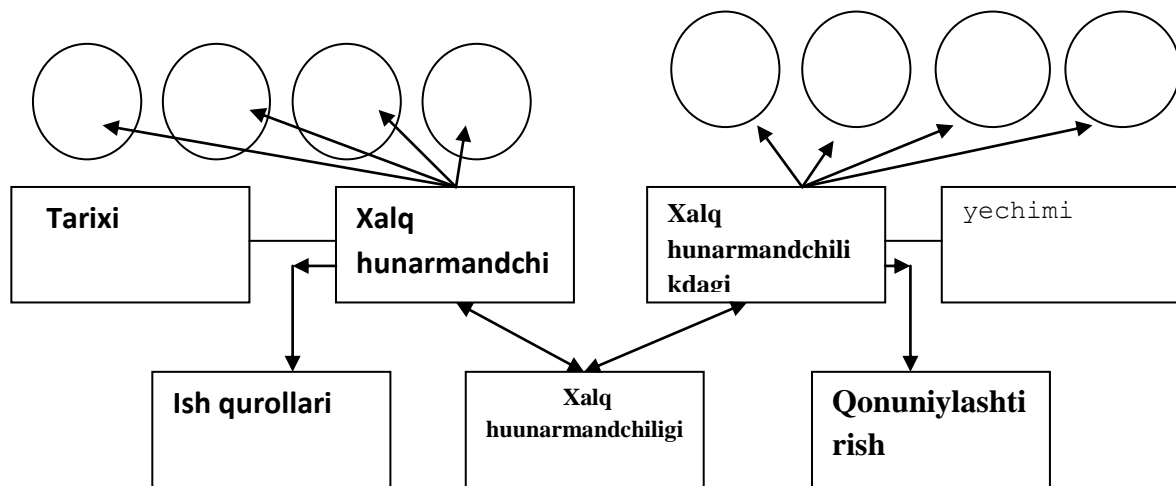 Tarixi
Xalq
hunarmandchi
Xalq
hunarmandchili
kdagi
yechimi
Ish qurollari
Xalq
huunarmandchiligi
Qonuniylashti
rish